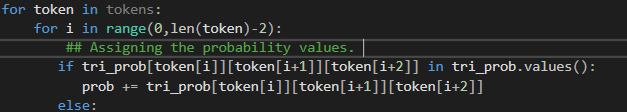 for token in tokens:
for i in range(0,len(token)-2):
## Assigning the probability values.
if tri_prob[token[i]][token[i+1]][token[i+2]] in tri_prob.values():
prob += tri_prob[token[i]][token[i+1]][token[i+2]]
else: